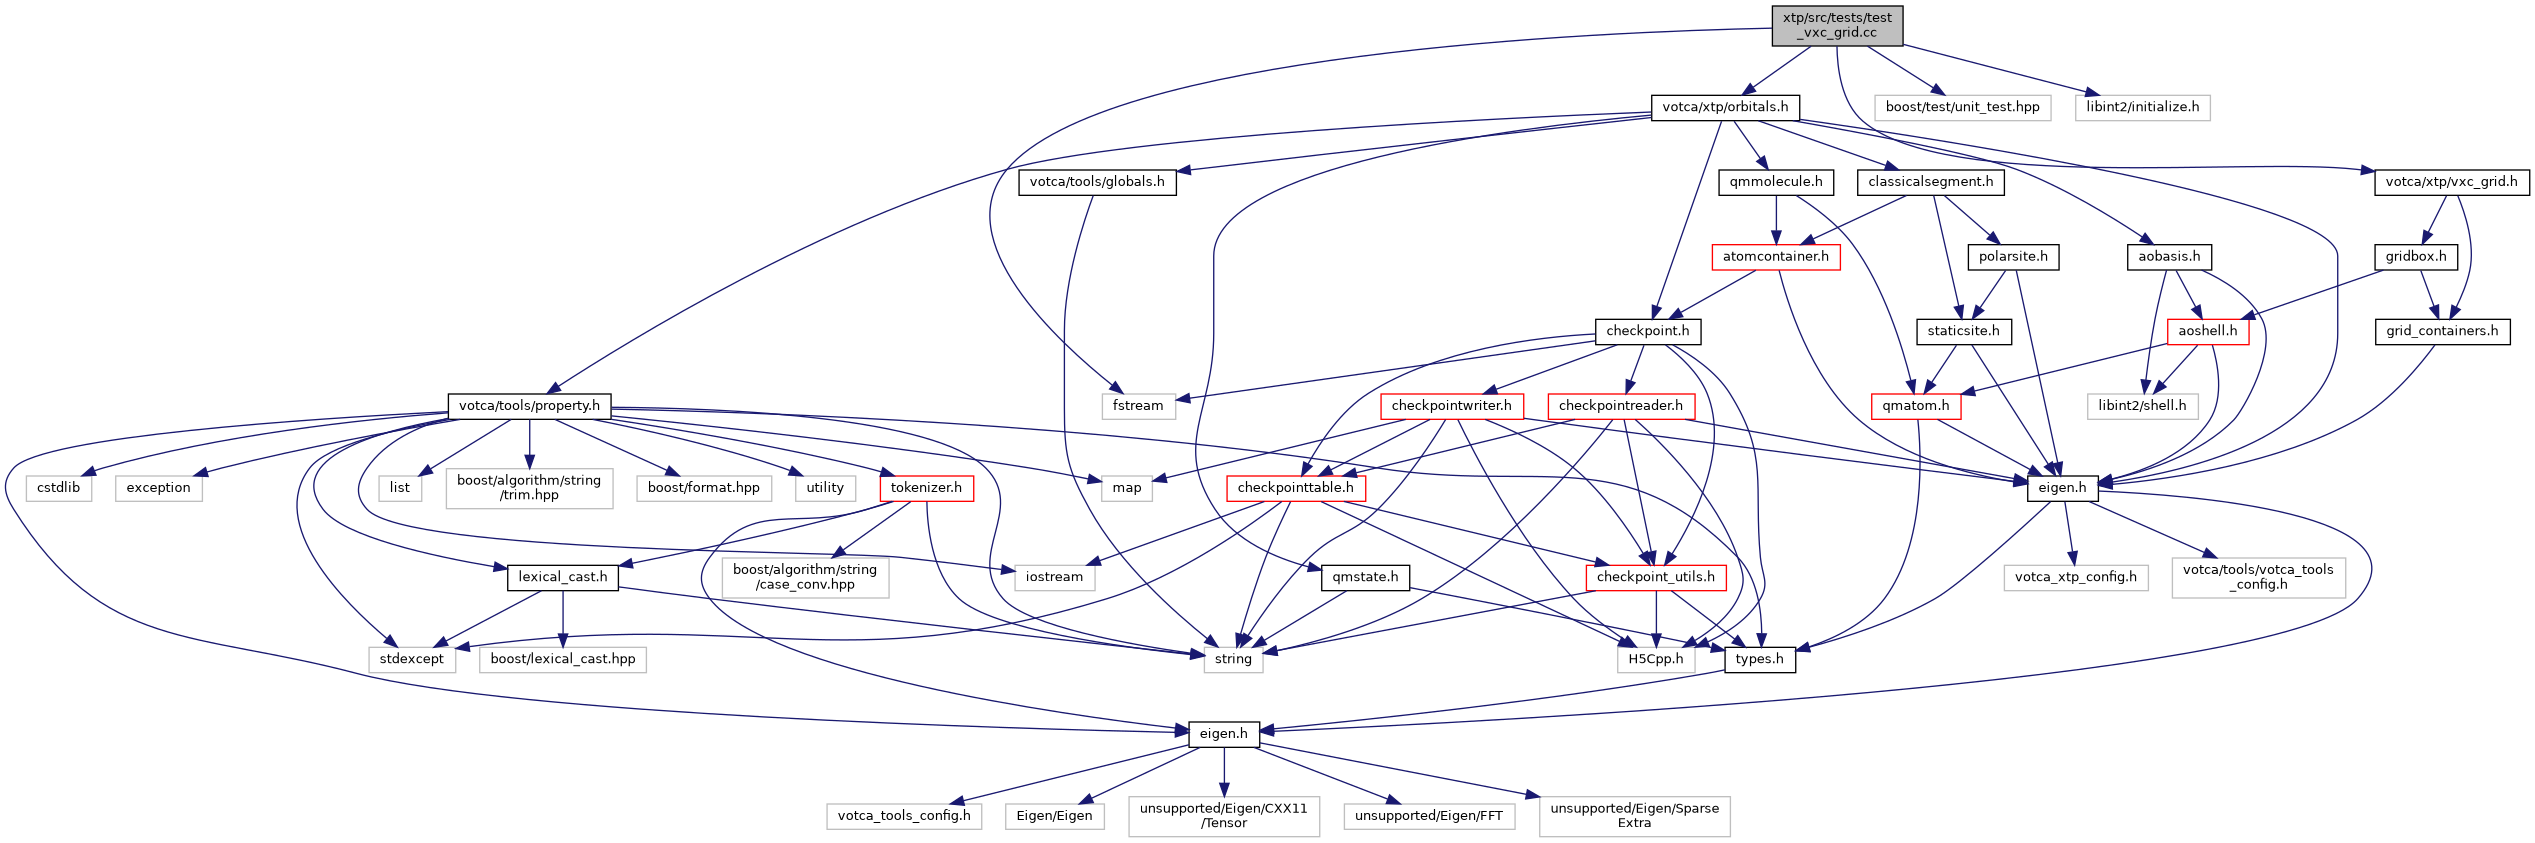 xtp/src/tests/test
_vxc_grid.cc
votca/xtp/orbitals.h
boost/test/unit_test.hpp
libint2/initialize.h
votca/tools/globals.h
qmmolecule.h
classicalsegment.h
votca/xtp/vxc_grid.h
atomcontainer.h
polarsite.h
aobasis.h
gridbox.h
checkpoint.h
staticsite.h
aoshell.h
grid_containers.h
votca/tools/property.h
fstream
checkpointwriter.h
checkpointreader.h
qmatom.h
libint2/shell.h
cstdlib
exception
list
boost/algorithm/string
/trim.hpp
boost/format.hpp
utility
tokenizer.h
map
checkpointtable.h
eigen.h
lexical_cast.h
boost/algorithm/string
/case_conv.hpp
iostream
qmstate.h
checkpoint_utils.h
votca_xtp_config.h
votca/tools/votca_tools
_config.h
stdexcept
boost/lexical_cast.hpp
string
H5Cpp.h
types.h
eigen.h
votca_tools_config.h
Eigen/Eigen
unsupported/Eigen/CXX11
/Tensor
unsupported/Eigen/FFT
unsupported/Eigen/Sparse
Extra